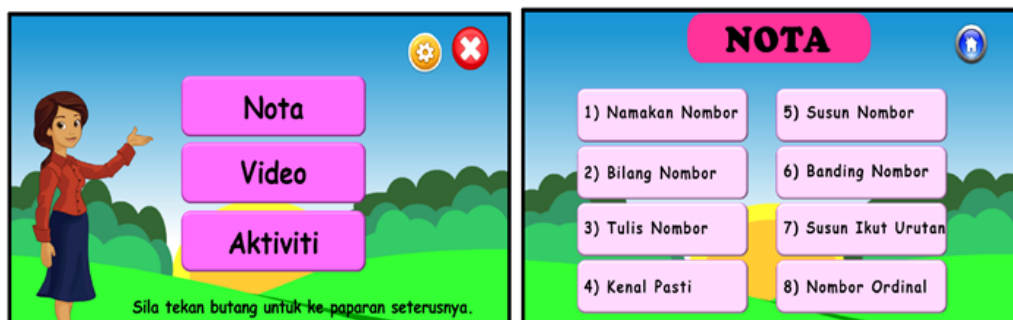 Nota
Video
Aktiviti
Sila tekan butang untuk ke paparan seterusnya.
NOTA
1) Namakan Nombor
2) Bilang Nombor
3) Tulis Nombor
4) Kenal Pasti
5) Susun Nombor
6) Banding Nombor
7) Susun Ikut Urutan
8) Nombor Ordinal